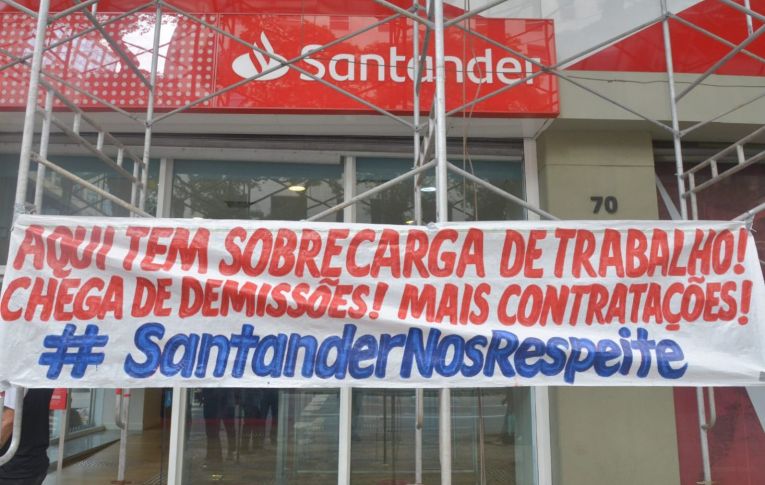 Santander
70
AQUI TEM SOBRECARGA DE TRABALHO!
CHEGA DE DEMISSÕES! MAIS CONTRATAÇÕES!
# SantanderNosRespeite